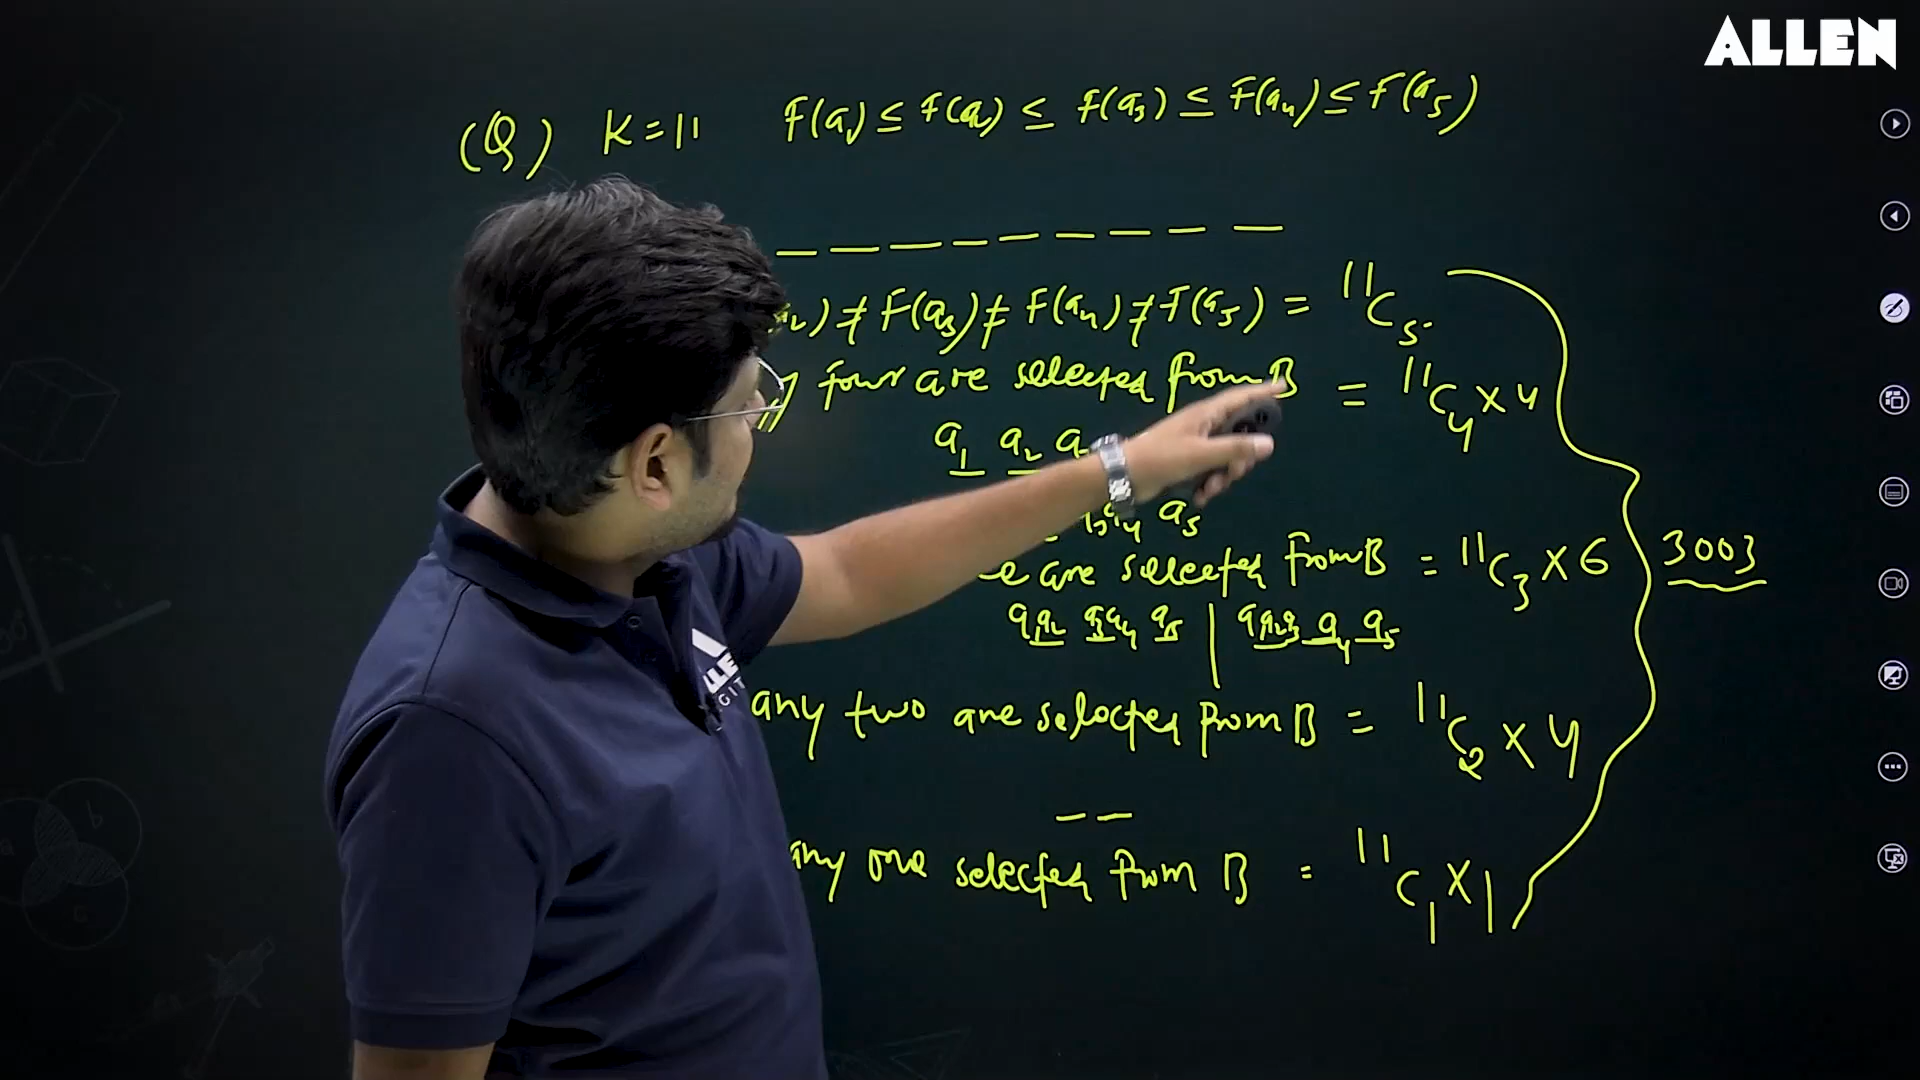 ALLEN
(Q) K=11 F(a₁) ≤ F(a₂) ≤ F(a₃) ≤ F(a₄) ≤ F(a₅)
a₂) ≠ F(a₃) ≠ F(a₄) ≠ F(a₅) = ¹¹C₅.
four are selected from B = ¹¹C₄ × 4
a₁ a₂ a
a₄ a₅
are selected from B = ¹¹C₃ × 6
3003
a₁a₂ a₃a₄ a₅ | a₁a₂a₃ a₄ a₅
any two are selected from B = ¹¹C₂ × 4
any one selected from B = ¹¹C₁ × 1